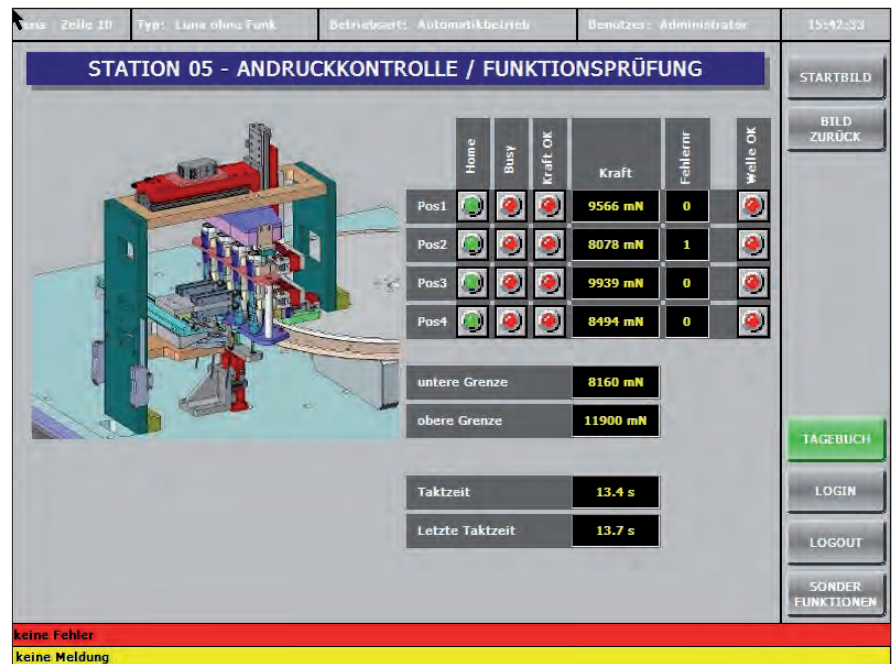 Zelle 10 Typ: Luna ohne Funk Betriebsart: Automatikbetrieb Benutzer: Administrator 15:42:33
STATION 05 - ANDRUCKKONTROLLE / FUNKTIONSPRÜFUNG
STARTBILD
BILD
ZURÜCK
Home Busy Kraft OK Kraft Fehlernr Welle OK
Pos1 9566 mN 0
Pos2 8078 mN 1
Pos3 9939 mN 0
Pos4 8494 mN 0
untere Grenze 8160 mN
obere Grenze 11900 mN
Taktzeit 13.4 s
Letzte Taktzeit 13.7 s
TAGEBUCH
LOGIN
LOGOUT
SONDER
FUNKTIONEN
keine Fehler
keine Meldung